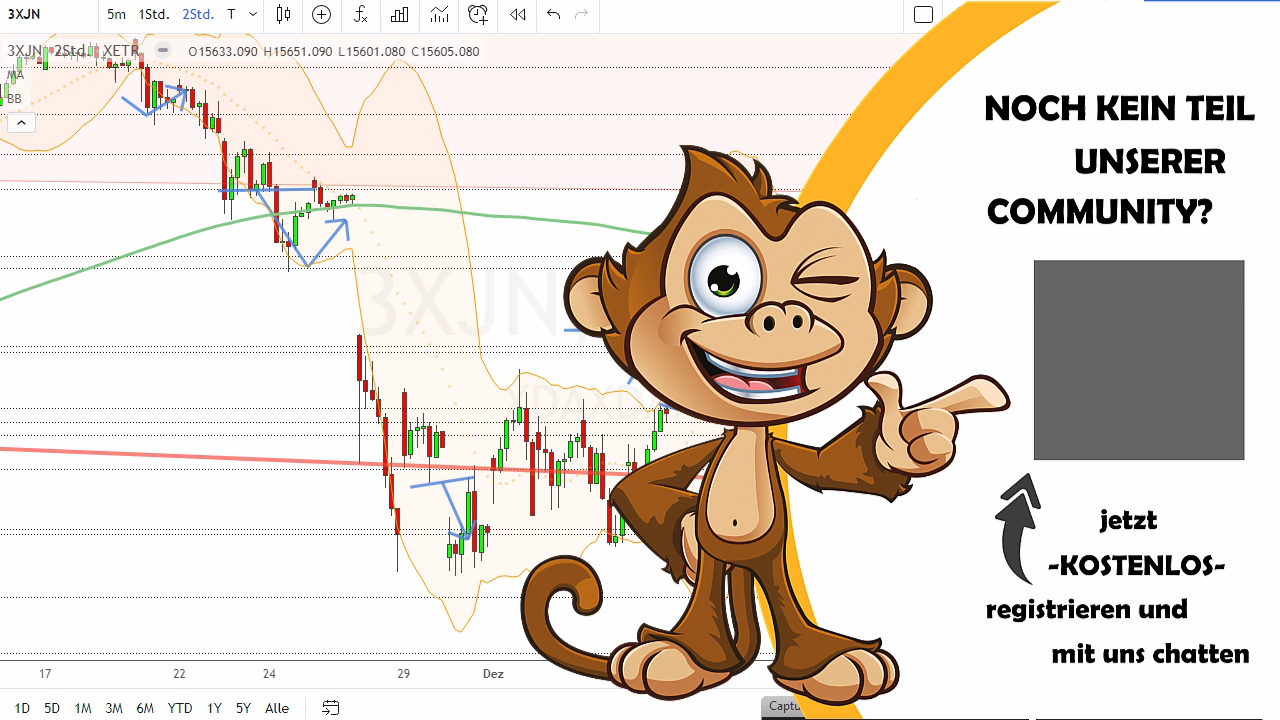 3XJN 5m 1Std. 2Std. T
3XJN 2Std. XETR O15633.090 H15651.090 L15601.080 C15605.080
MA
BB
3XJN,
NOCH KEIN TEIL
UNSERER
COMMUNITY?
jetzt
-KOSTENLOS-
registrieren und
mit uns chatten
17 22 24 29 Dez
1D 5D 1M 3M 6M YTD 1Y 5Y Alle